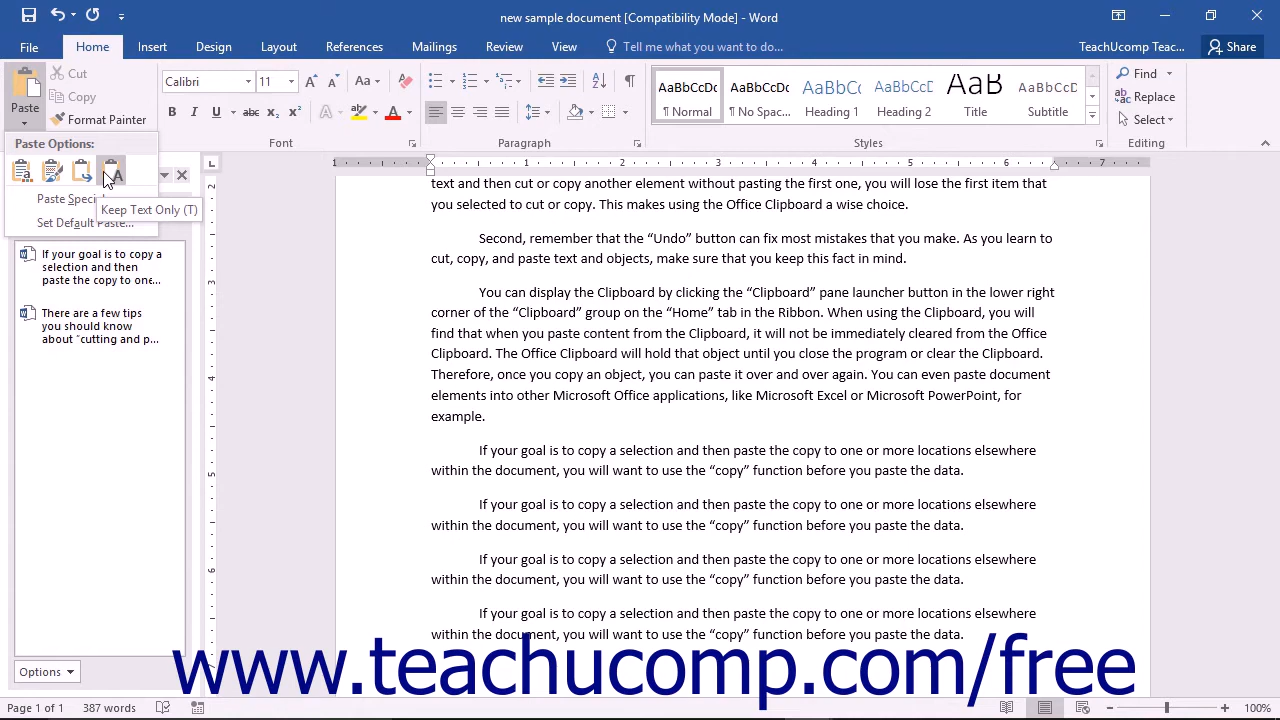 new sample document [Compatibility Mode] - Word
File Home Insert Design Layout References Mailings Review View Tell me what you want to do... TeachUcomp Teac... Share
Paste
Cut
Copy
Format Painter
Calibri 11
Font
Paragraph
AaBbCcDc AaBbCcDc AaBbCc AaBbCcD AaB AaBbCcD
¶ Normal ¶ No Spac... Heading 1 Heading 2 Title Subtitle
Styles
Find
Replace
Select
Editing
Paste Options:
Paste Speci
Keep Text Only (T)
Set Default Paste...
If your goal is to copy a
selection and then
paste the copy to one...
There are a few tips
you should know
about "cutting and p...
Options
1 1 2 3 4 5 6 7
2
3
4
5
6
text and then cut or copy another element without pasting the first one, you will lose the first item that
you selected to cut or copy. This makes using the Office Clipboard a wise choice.
Second, remember that the “Undo” button can fix most mistakes that you make. As you learn to
cut, copy, and paste text and objects, make sure that you keep this fact in mind.
You can display the Clipboard by clicking the “Clipboard” pane launcher button in the lower right
corner of the “Clipboard” group on the “Home” tab in the Ribbon. When using the Clipboard, you will
find that when you paste content from the Clipboard, it will not be immediately cleared from the Office
Clipboard. The Office Clipboard will hold that object until you close the program or clear the Clipboard.
Therefore, once you copy an object, you can paste it over and over again. You can even paste document
elements into other Microsoft Office applications, like Microsoft Excel or Microsoft PowerPoint, for
example.
If your goal is to copy a selection and then paste the copy to one or more locations elsewhere
within the document, you will want to use the “copy” function before you paste the data.
If your goal is to copy a selection and then paste the copy to one or more locations elsewhere
within the document, you will want to use the “copy” function before you paste the data.
If your goal is to copy a selection and then paste the copy to one or more locations elsewhere
within the document, you will want to use the “copy” function before you paste the data.
If your goal is to copy a selection and then paste the copy to one or more locations elsewhere
within the document, you will want to use the “copy” function before you paste the data.
www.teachucomp.com/free
Page 1 of 1 387 words 100%